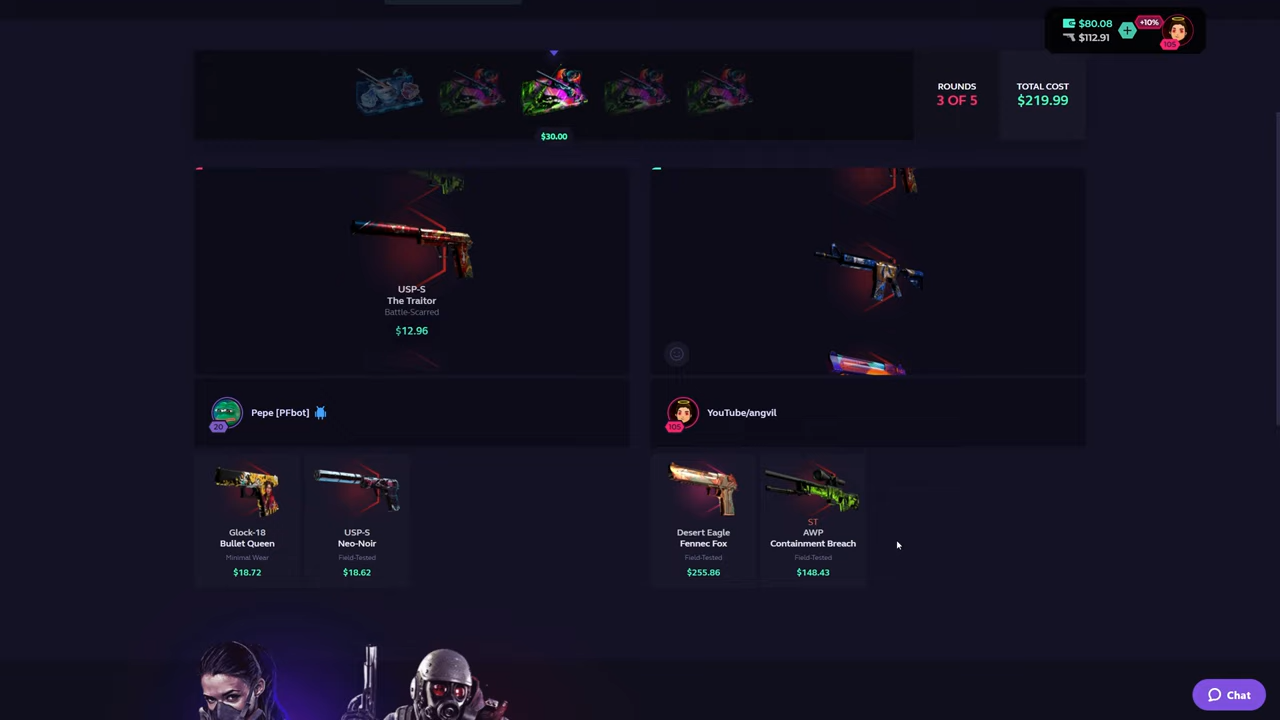 $80.08
+10%
$112.91
105
ROUNDS
3 OF 5
TOTAL COST
$219.99
$30.00
USP-S
The Traitor
Battle-Scarred
$12.96
20
Pepe [PFbot]
105
YouTube/angvil
Glock-18
Bullet Queen
Minimal Wear
$18.72
USP-S
Neo-Noir
Field-Tested
$18.62
Desert Eagle
Fennec Fox
Field-Tested
$255.86
ST
AWP
Containment Breach
Field-Tested
$148.43
Chat